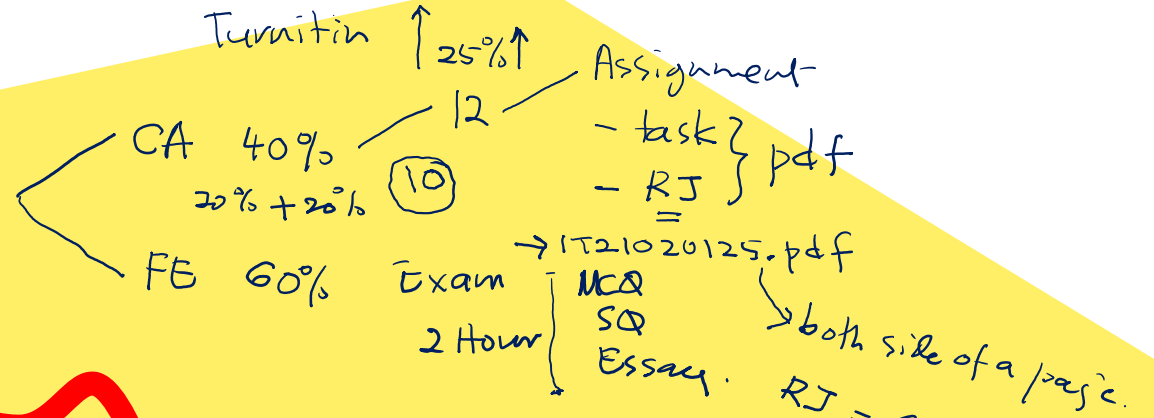 Turnitin 25%
12
Assignment
- task
- RJ
pdf
CA 40%
20% + 20%
10
→ IT21020125.pdf
FE 60% Exam
2 Hour
MCQ
SQ
Essay.
both side of a page.
RJ =